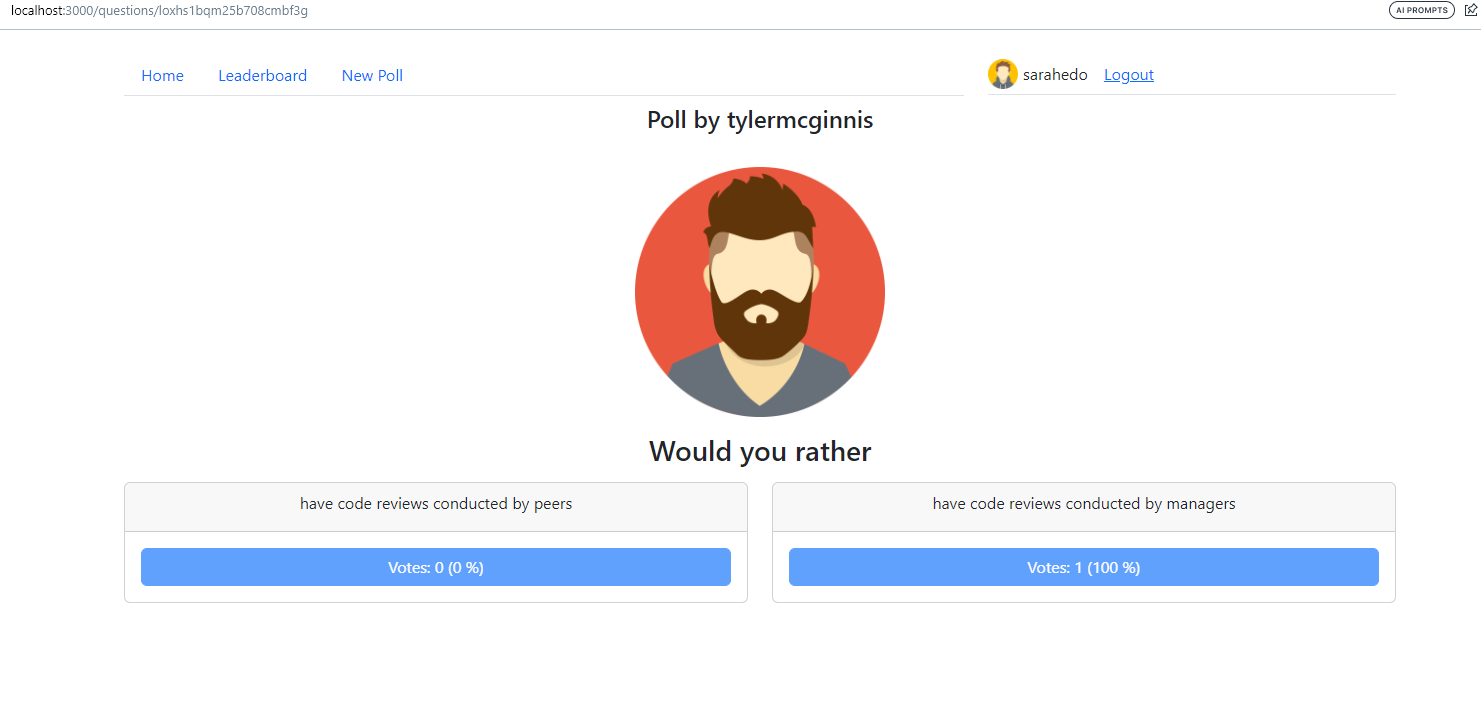 localhost:3000/questions/loxhs1bqm25b708cmbf3g
AI PROMPTS
Home Leaderboard New Poll
sarahedo Logout
Poll by tylermcginnis
Would you rather
have code reviews conducted by peers
Votes: 0 (0 %)
have code reviews conducted by managers
Votes: 1 (100 %)